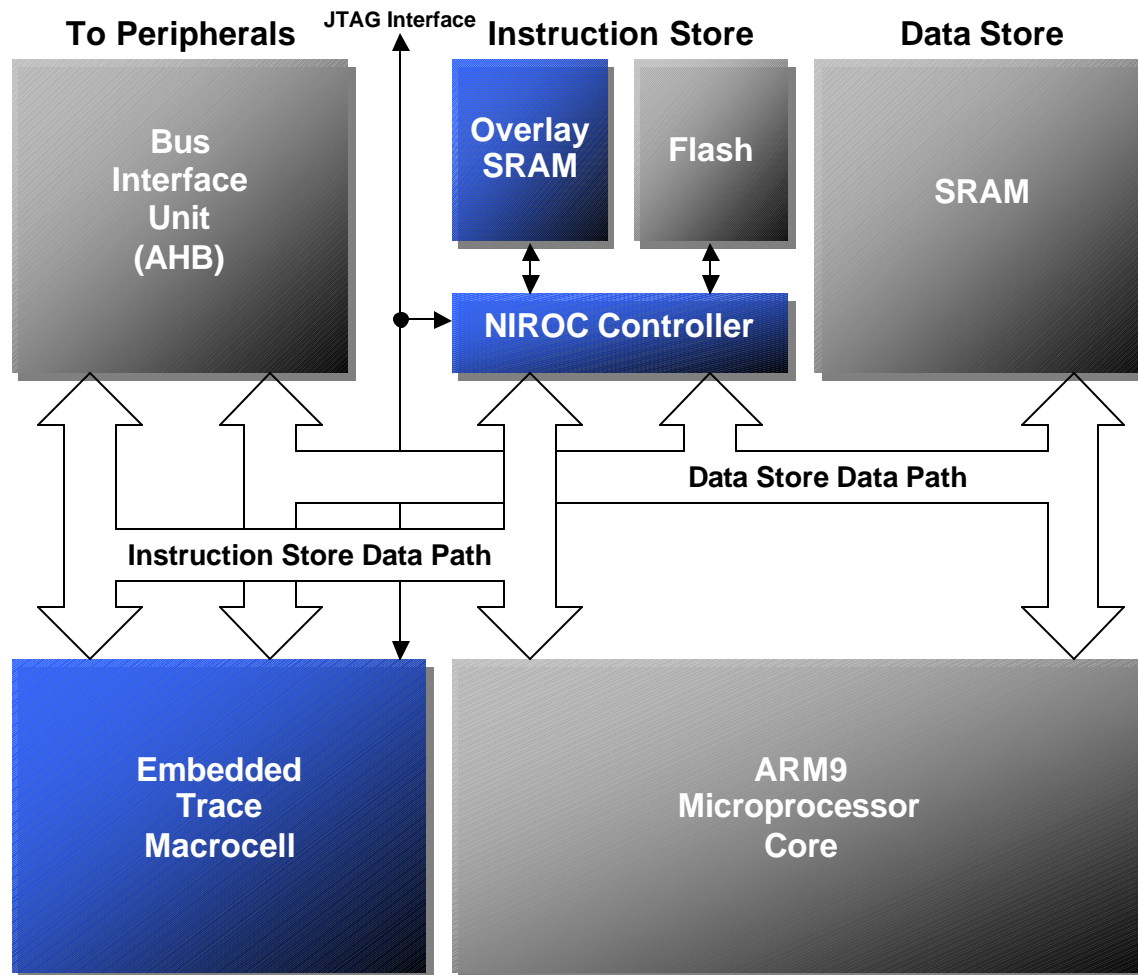 To Peripherals
JTAG Interface
Instruction Store
Data Store
Bus
Interface
Unit
(AHB)
Overlay
SRAM
Flash
SRAM
NIROC Controller
Data Store Data Path
Instruction Store Data Path
Embedded
Trace
Macrocell
ARM9
Microprocessor
Core